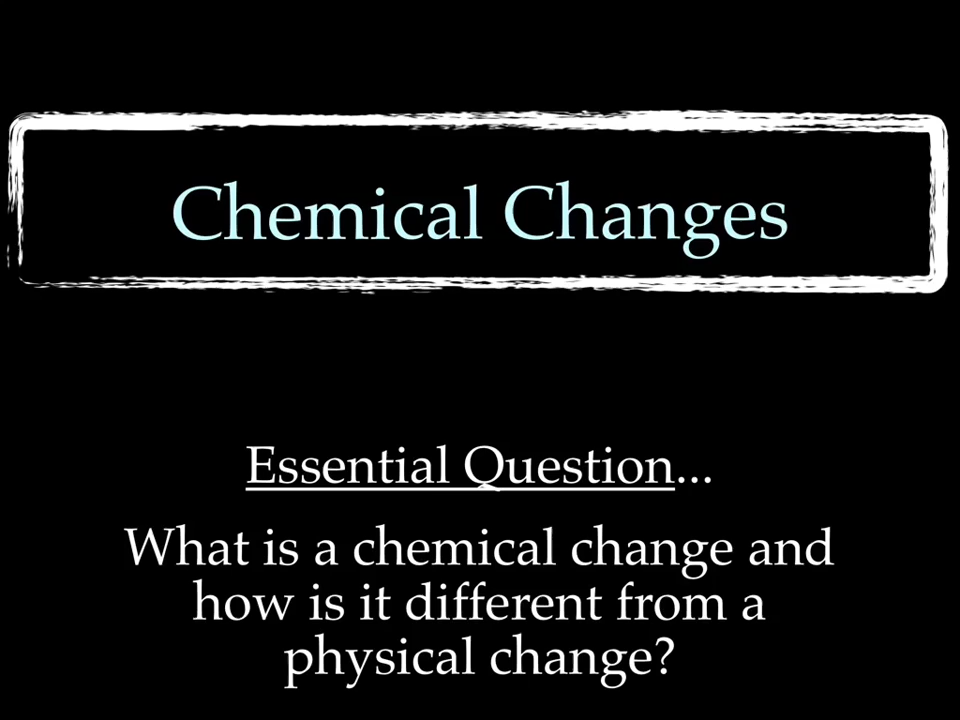 Chemical Changes
Essential Question...
What is a chemical change and
how is it different from a
physical change?